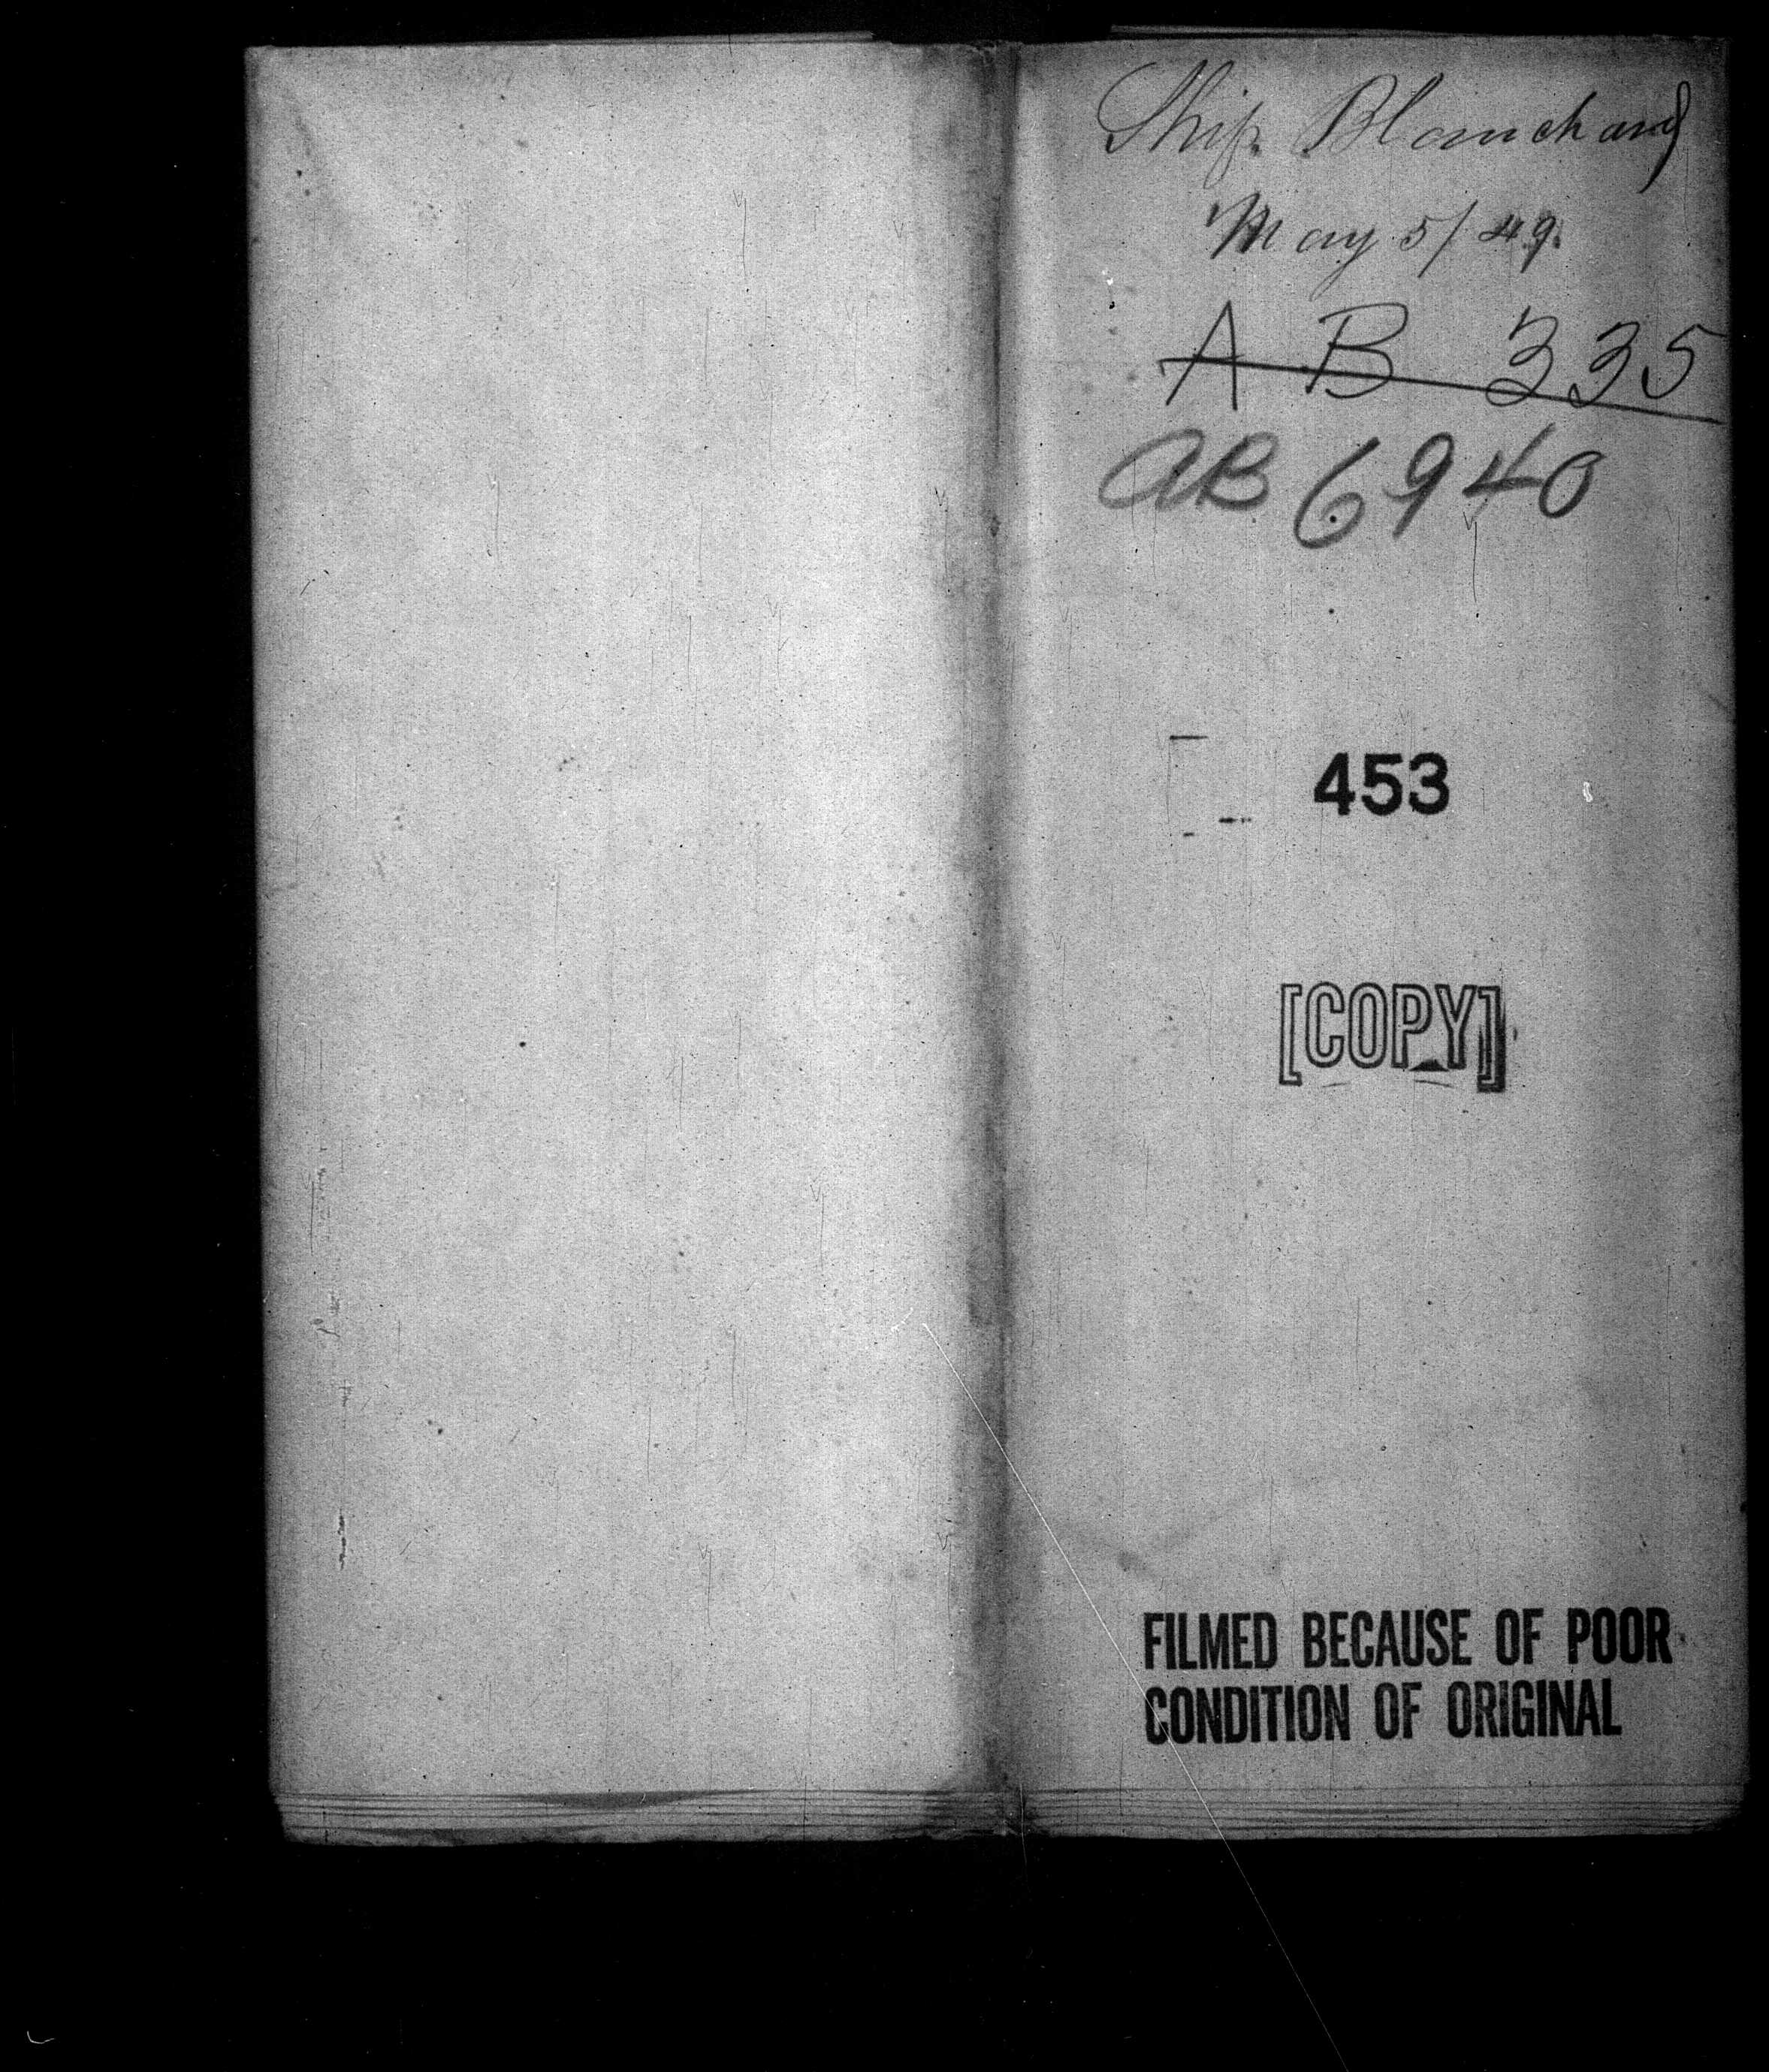 Ship. Blanchard
May 5/49.
A B 335
AB 6940
453
[COPY]
FILMED BECAUSE OF POOR
CONDITION OF ORIGINAL